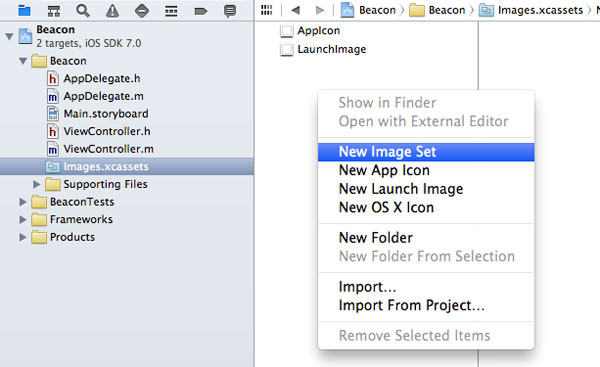 Beacon
2 targets, iOS SDK 7.0
Beacon
h AppDelegate.h
m AppDelegate.m
Main.storyboard
h ViewController.h
m ViewController.m
Images.xcassets
Supporting Files
BeaconTests
Frameworks
Products
Beacon Beacon Images.xcassets
AppIcon
LaunchImage
Show in Finder
Open with External Editor
New Image Set
New App Icon
New Launch Image
New OS X Icon
New Folder
New Folder From Selection
Import...
Import From Project...
Remove Selected Items